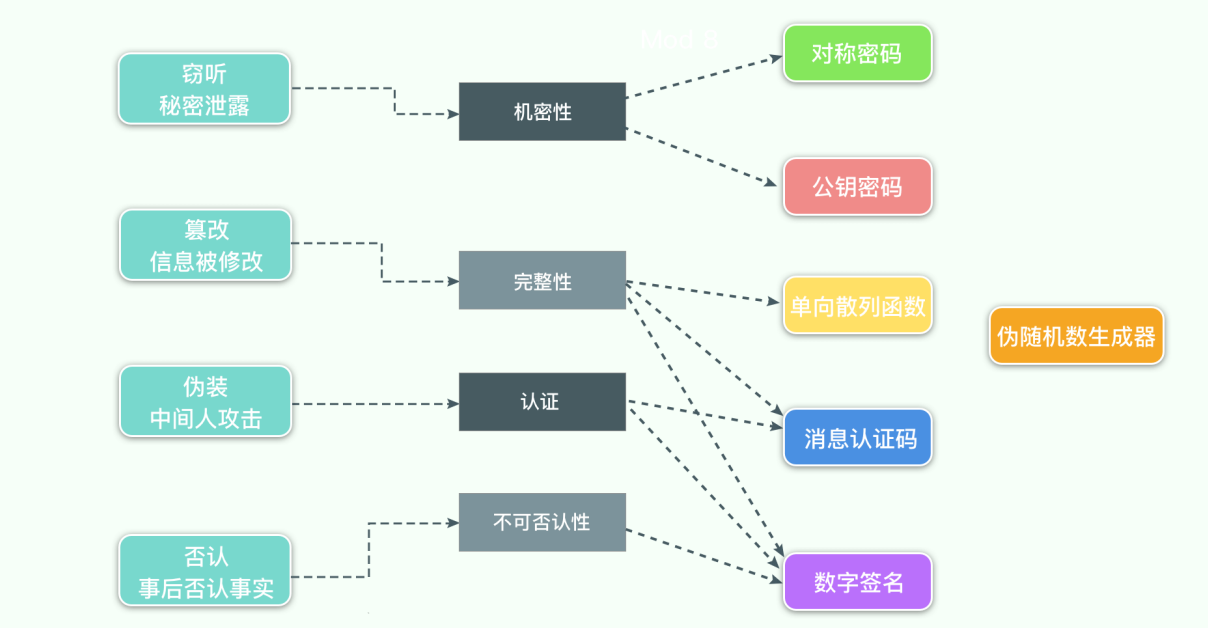 窃听
秘密泄露
机密性
对称密码
公钥密码
篡改
信息被修改
完整性
单向散列函数
伪随机数生成器
伪装
中间人攻击
认证
消息认证码
否认
事后否认事实
不可否认性
数字签名